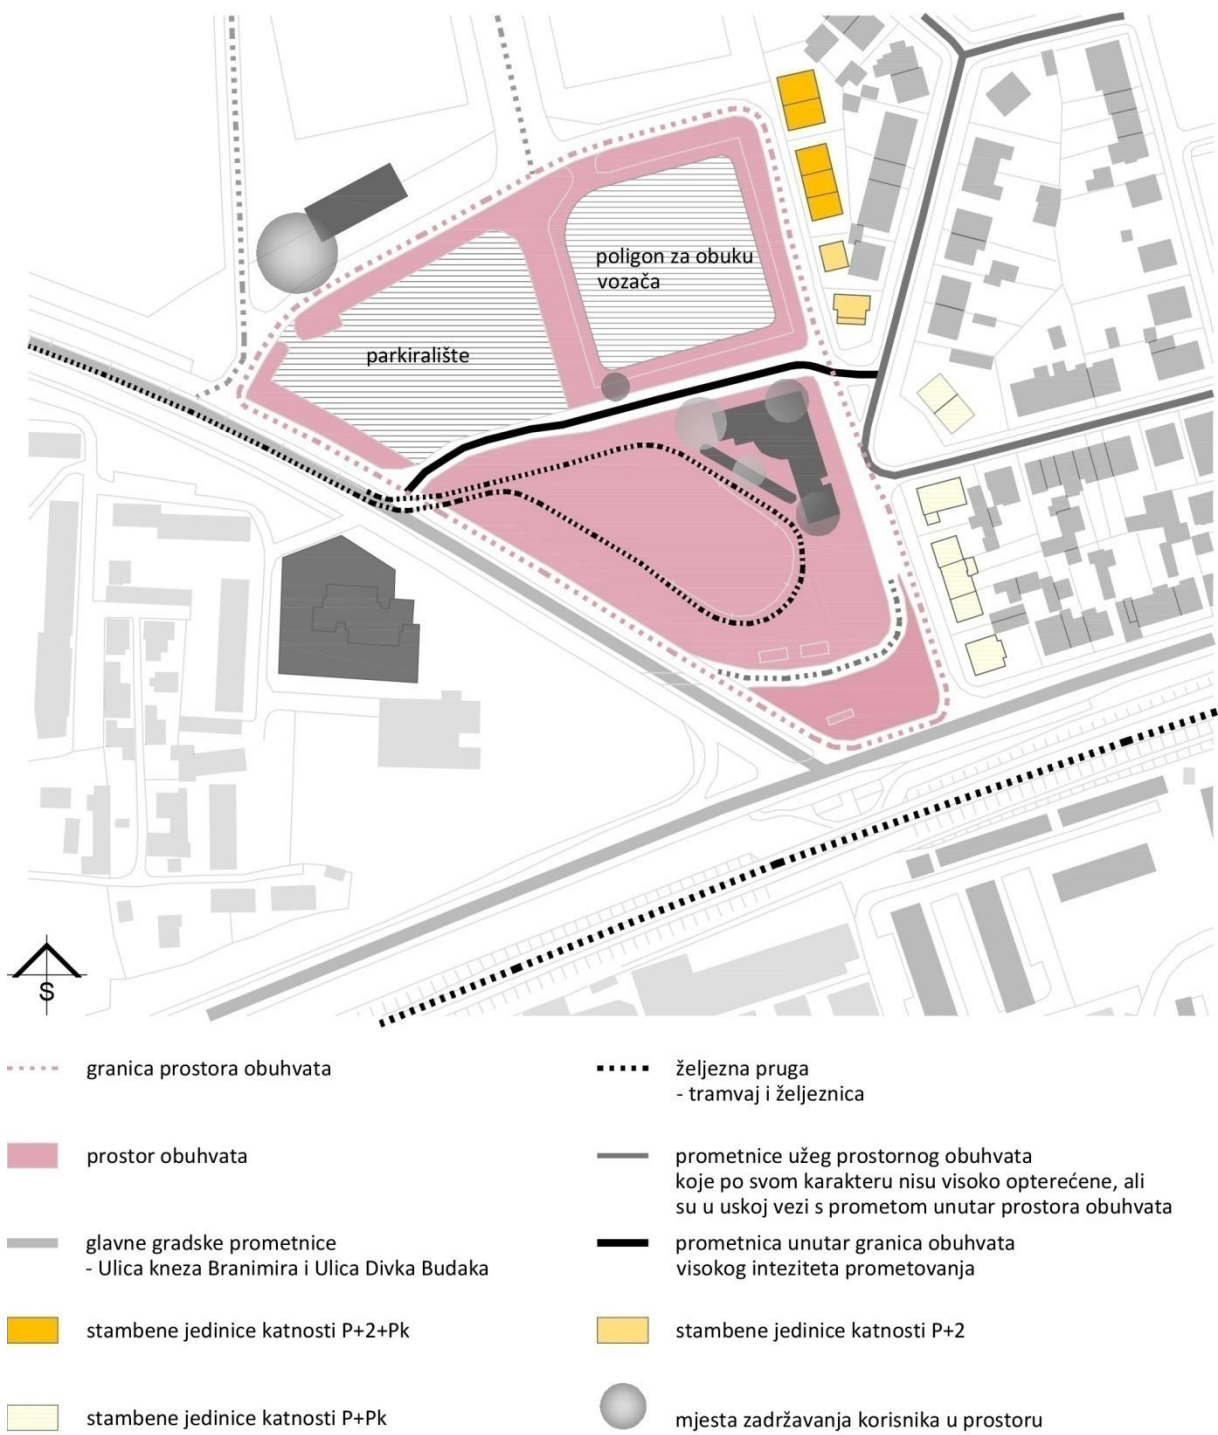 poligon za obuku
vozača
parkiralište
S
granica prostora obuhvata
željezna pruga
- tramvaj i željeznica
prostor obuhvata
prometnice užeg prostornog obuhvata
koje po svom karakteru nisu visoko opterećene, ali
su u uskoj vezi s prometom unutar prostora obuhvata
glavne gradske prometnice
- Ulica kneza Branimira i Ulica Divka Budaka
prometnica unutar granica obuhvata
visokog inteziteta prometovanja
stambene jedinice katnosti P+2+Pk
stambene jedinice katnosti P+2
stambene jedinice katnosti P+Pk
mjesta zadržavanja korisnika u prostoru